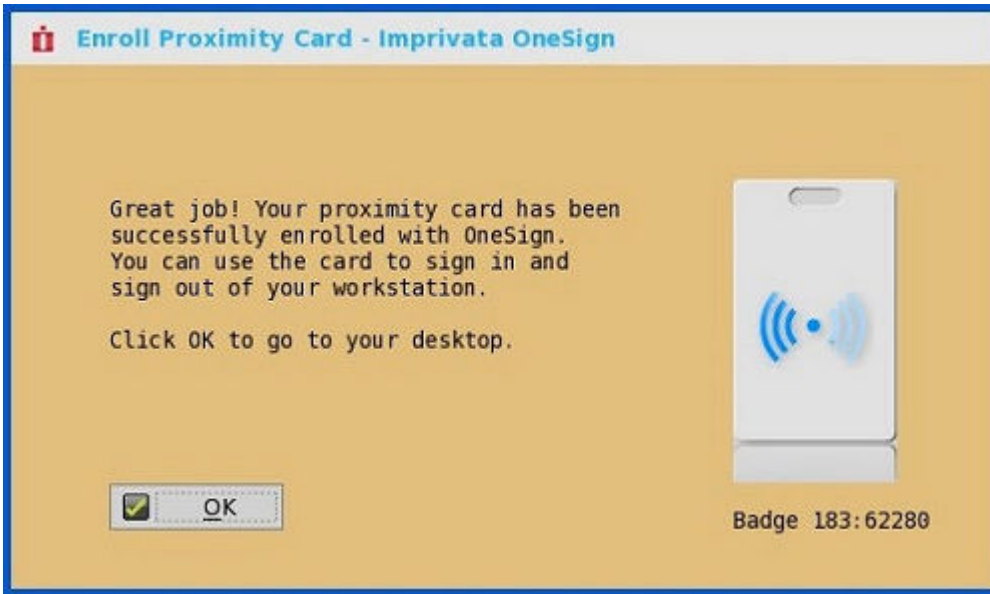 Enroll Proximity Card - Imprivata OneSign
Great job! Your proximity card has been
successfully enrolled with OneSign.
You can use the card to sign in and
sign out of your workstation.
Click OK to go to your desktop.
OK
Badge 183:62280